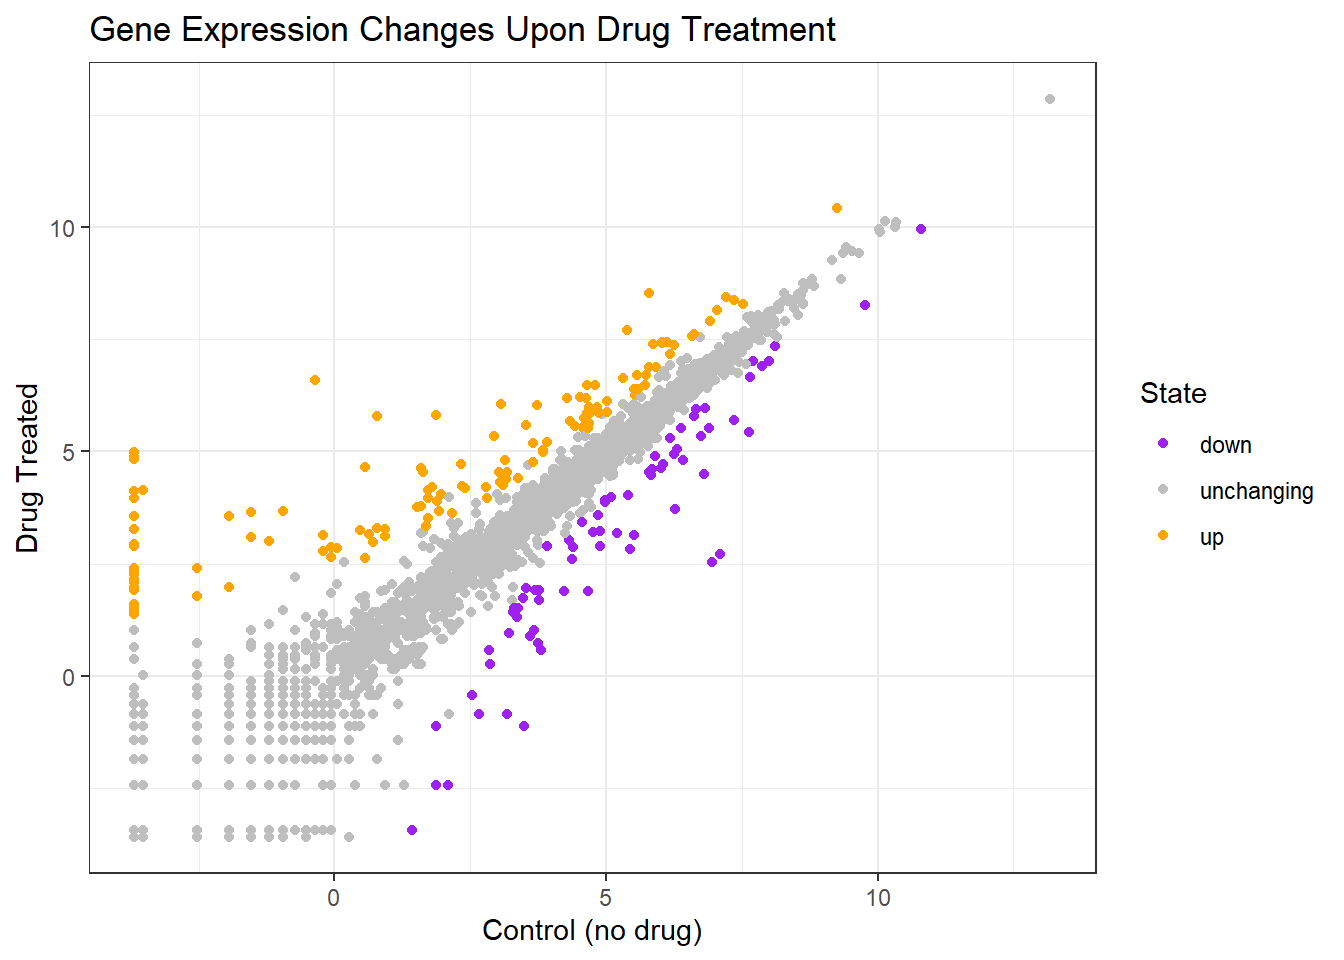 Gene Expression Changes Upon Drug Treatment
Drug Treated
10
5
0
0
5
10
Control (no drug)
State
down
unchanging
up